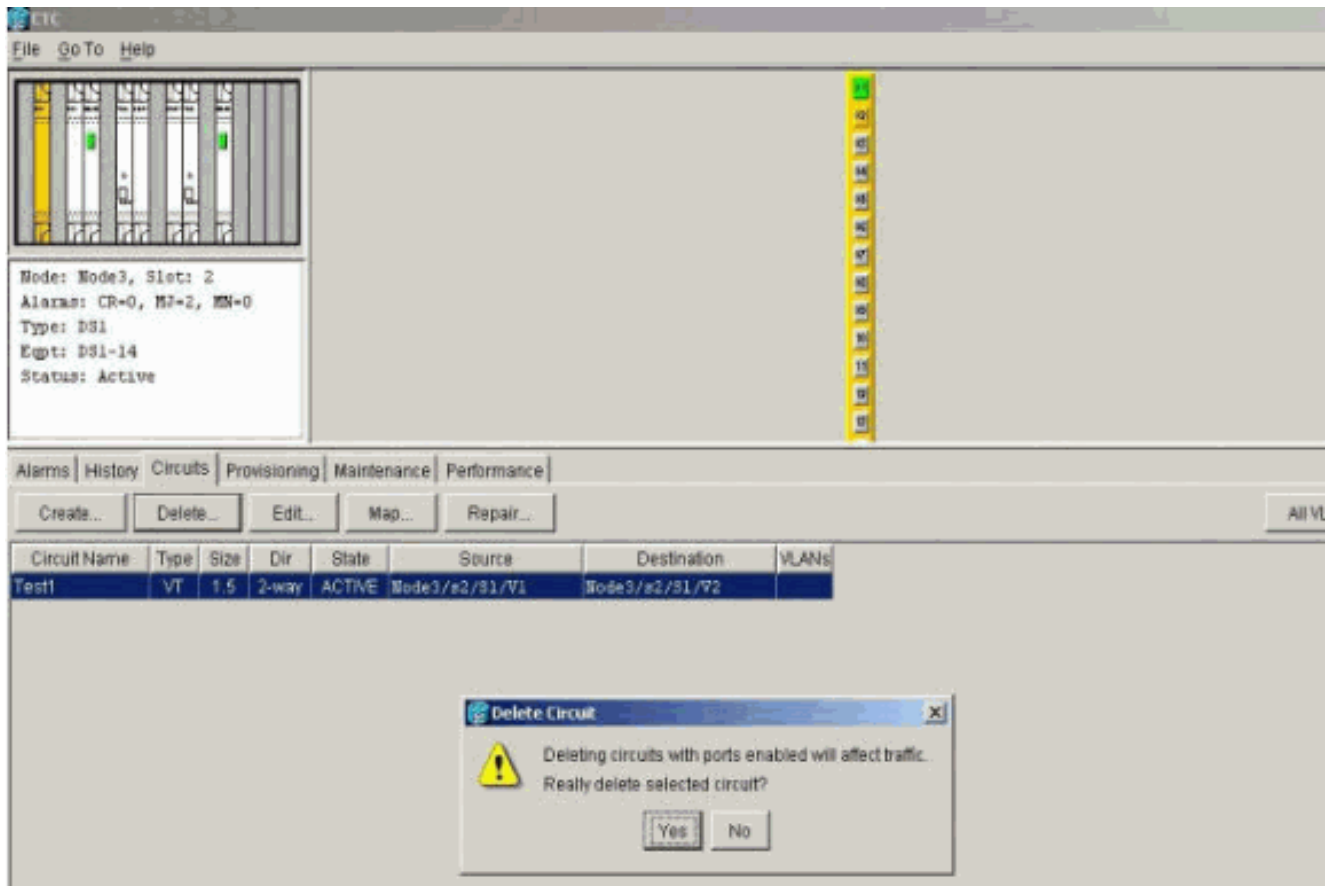 CTC
File Go To Help
Node: Node3, Slot: 2
Alarms: CR=0, MJ=2, MN=0
Type: DS1
Eqpt: DS1-14
Status: Active
Alarms History Circuits Provisioning Maintenance Performance
Create... Delete... Edit... Map... Repair... All VL
Circuit Name Type Size Dir State Source Destination VLANs
Test1 VT 1.5 2-way ACTIVE Node3/s2/S1/V1 Node3/s2/S1/V2
Delete Circuit
Deleting circuits with ports enabled will affect traffic.
Really delete selected circuit?
Yes No